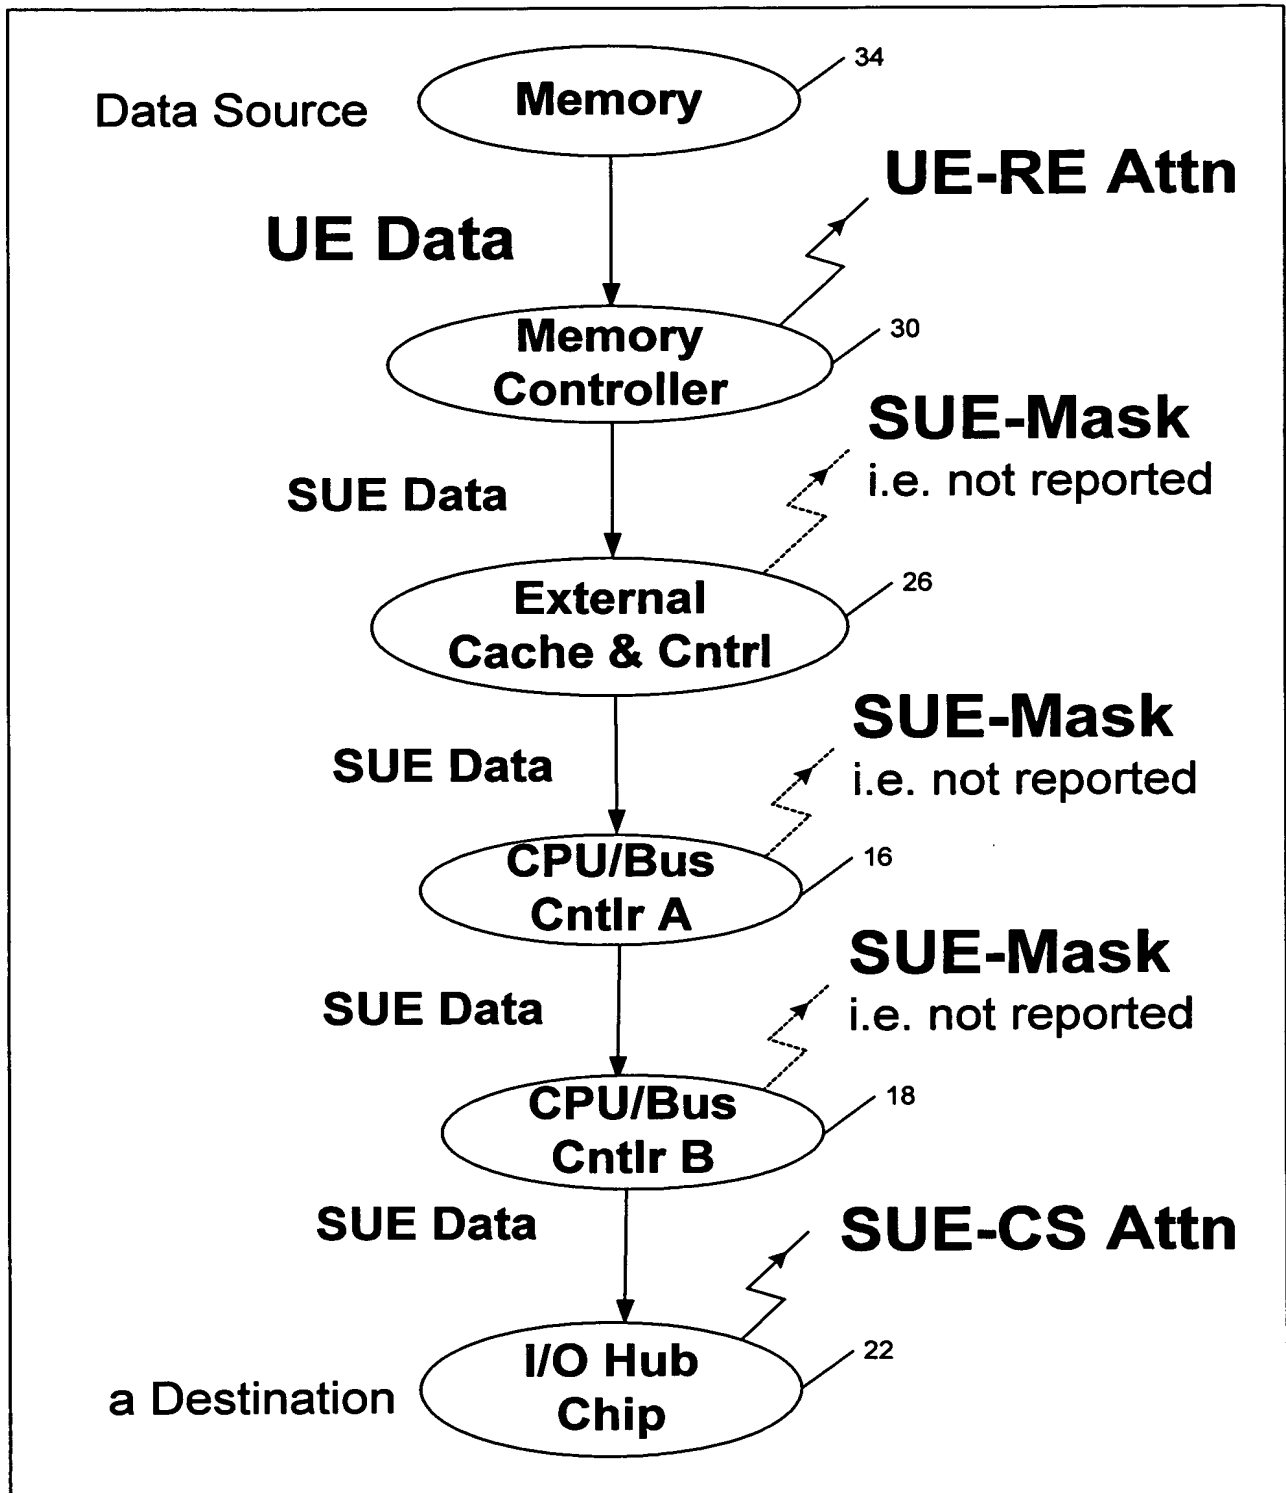 34
Memory
Data Source
UE-RE Attn
UE Data
30
Memory
Controller
SUE-Mask
i.e. not reported
SUE Data
26
External
Cache & Cntrl
SUE-Mask
i.e. not reported
SUE Data
16
CPU/Bus
Cntlr A
SUE-Mask
i.e. not reported
SUE Data
18
CPU/Bus
Cntlr B
SUE Data
SUE-CS Attn
22
I/O Hub
Chip
a Destination